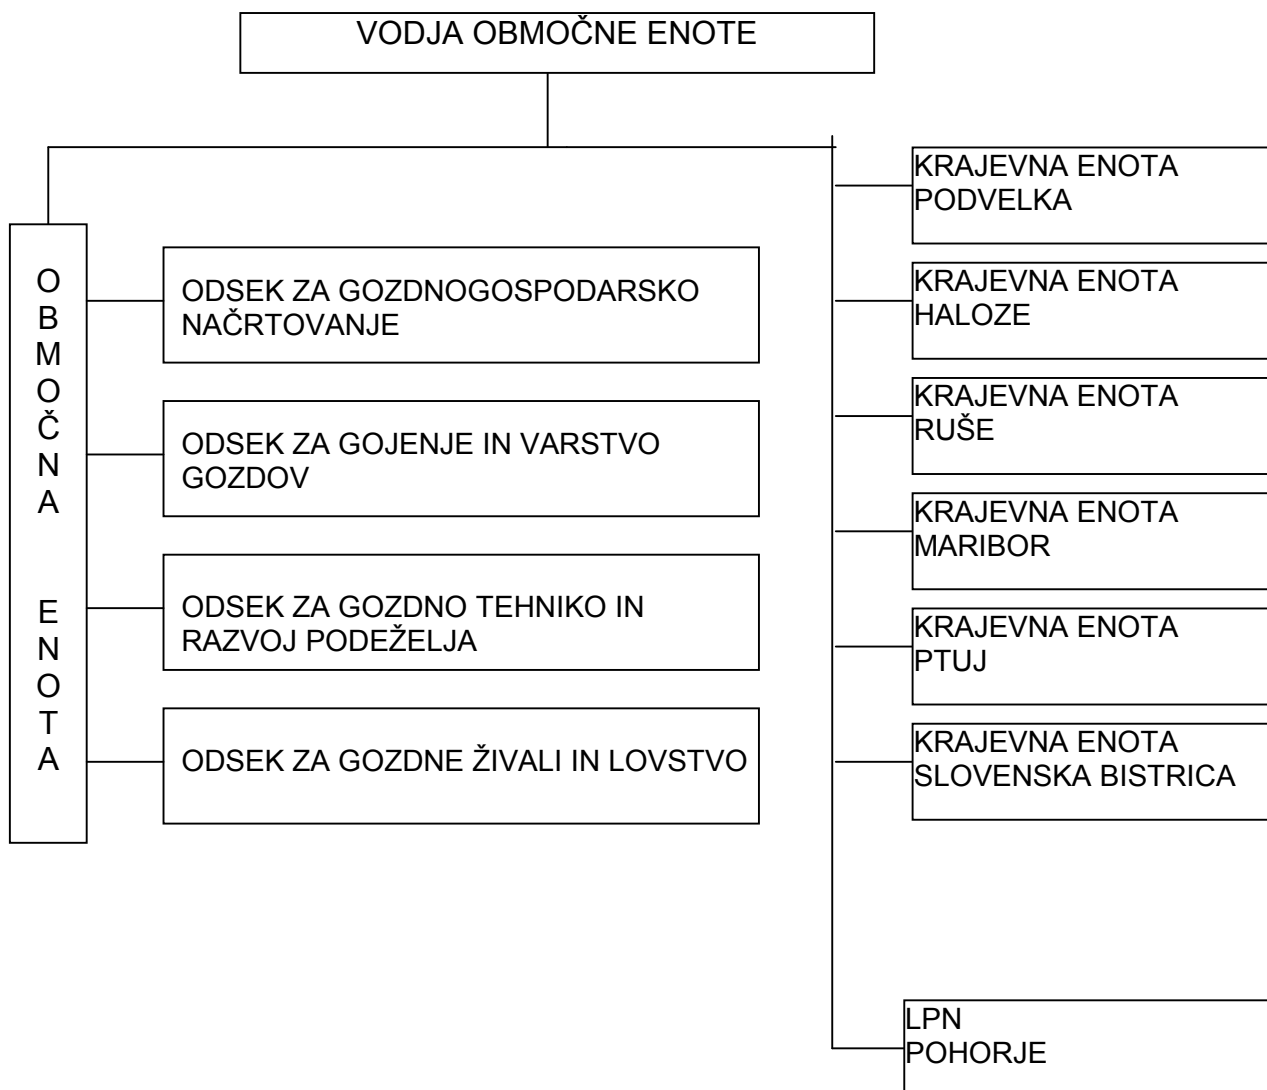 VODJA OBMOČNE ENOTE
OBMOČNA ENOTA
ODSEK ZA GOZDNOGOSPODARSKO
NAČRTOVANJE
ODSEK ZA GOJENJE IN VARSTVO
GOZDOV
ODSEK ZA GOZDNO TEHNIKO IN
RAZVOJ PODEŽELJA
ODSEK ZA GOZDNE ŽIVALI IN LOVSTVO
KRAJEVNA ENOTA
PODVELKA
KRAJEVNA ENOTA
HALOZE
KRAJEVNA ENOTA
RUŠE
KRAJEVNA ENOTA
MARIBOR
KRAJEVNA ENOTA
PTUJ
KRAJEVNA ENOTA
SLOVENSKA BISTRICA
LPN
POHORJE